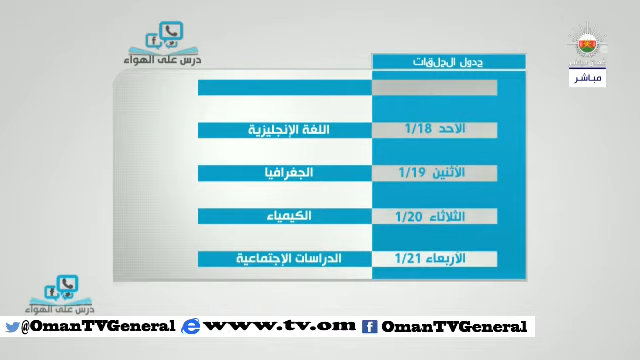 درس على الهواء
مباشر
جدول الحلقات
الأحد 1/18 اللغة الإنجليزية
الأثنين 1/19 الجغرافيا
الثلاثاء 1/20 الكيمياء
الأربعاء 1/21 الدراسات الإجتماعية
درس على الهواء
@OmanTVGeneral www.tv.om OmanTVGeneral